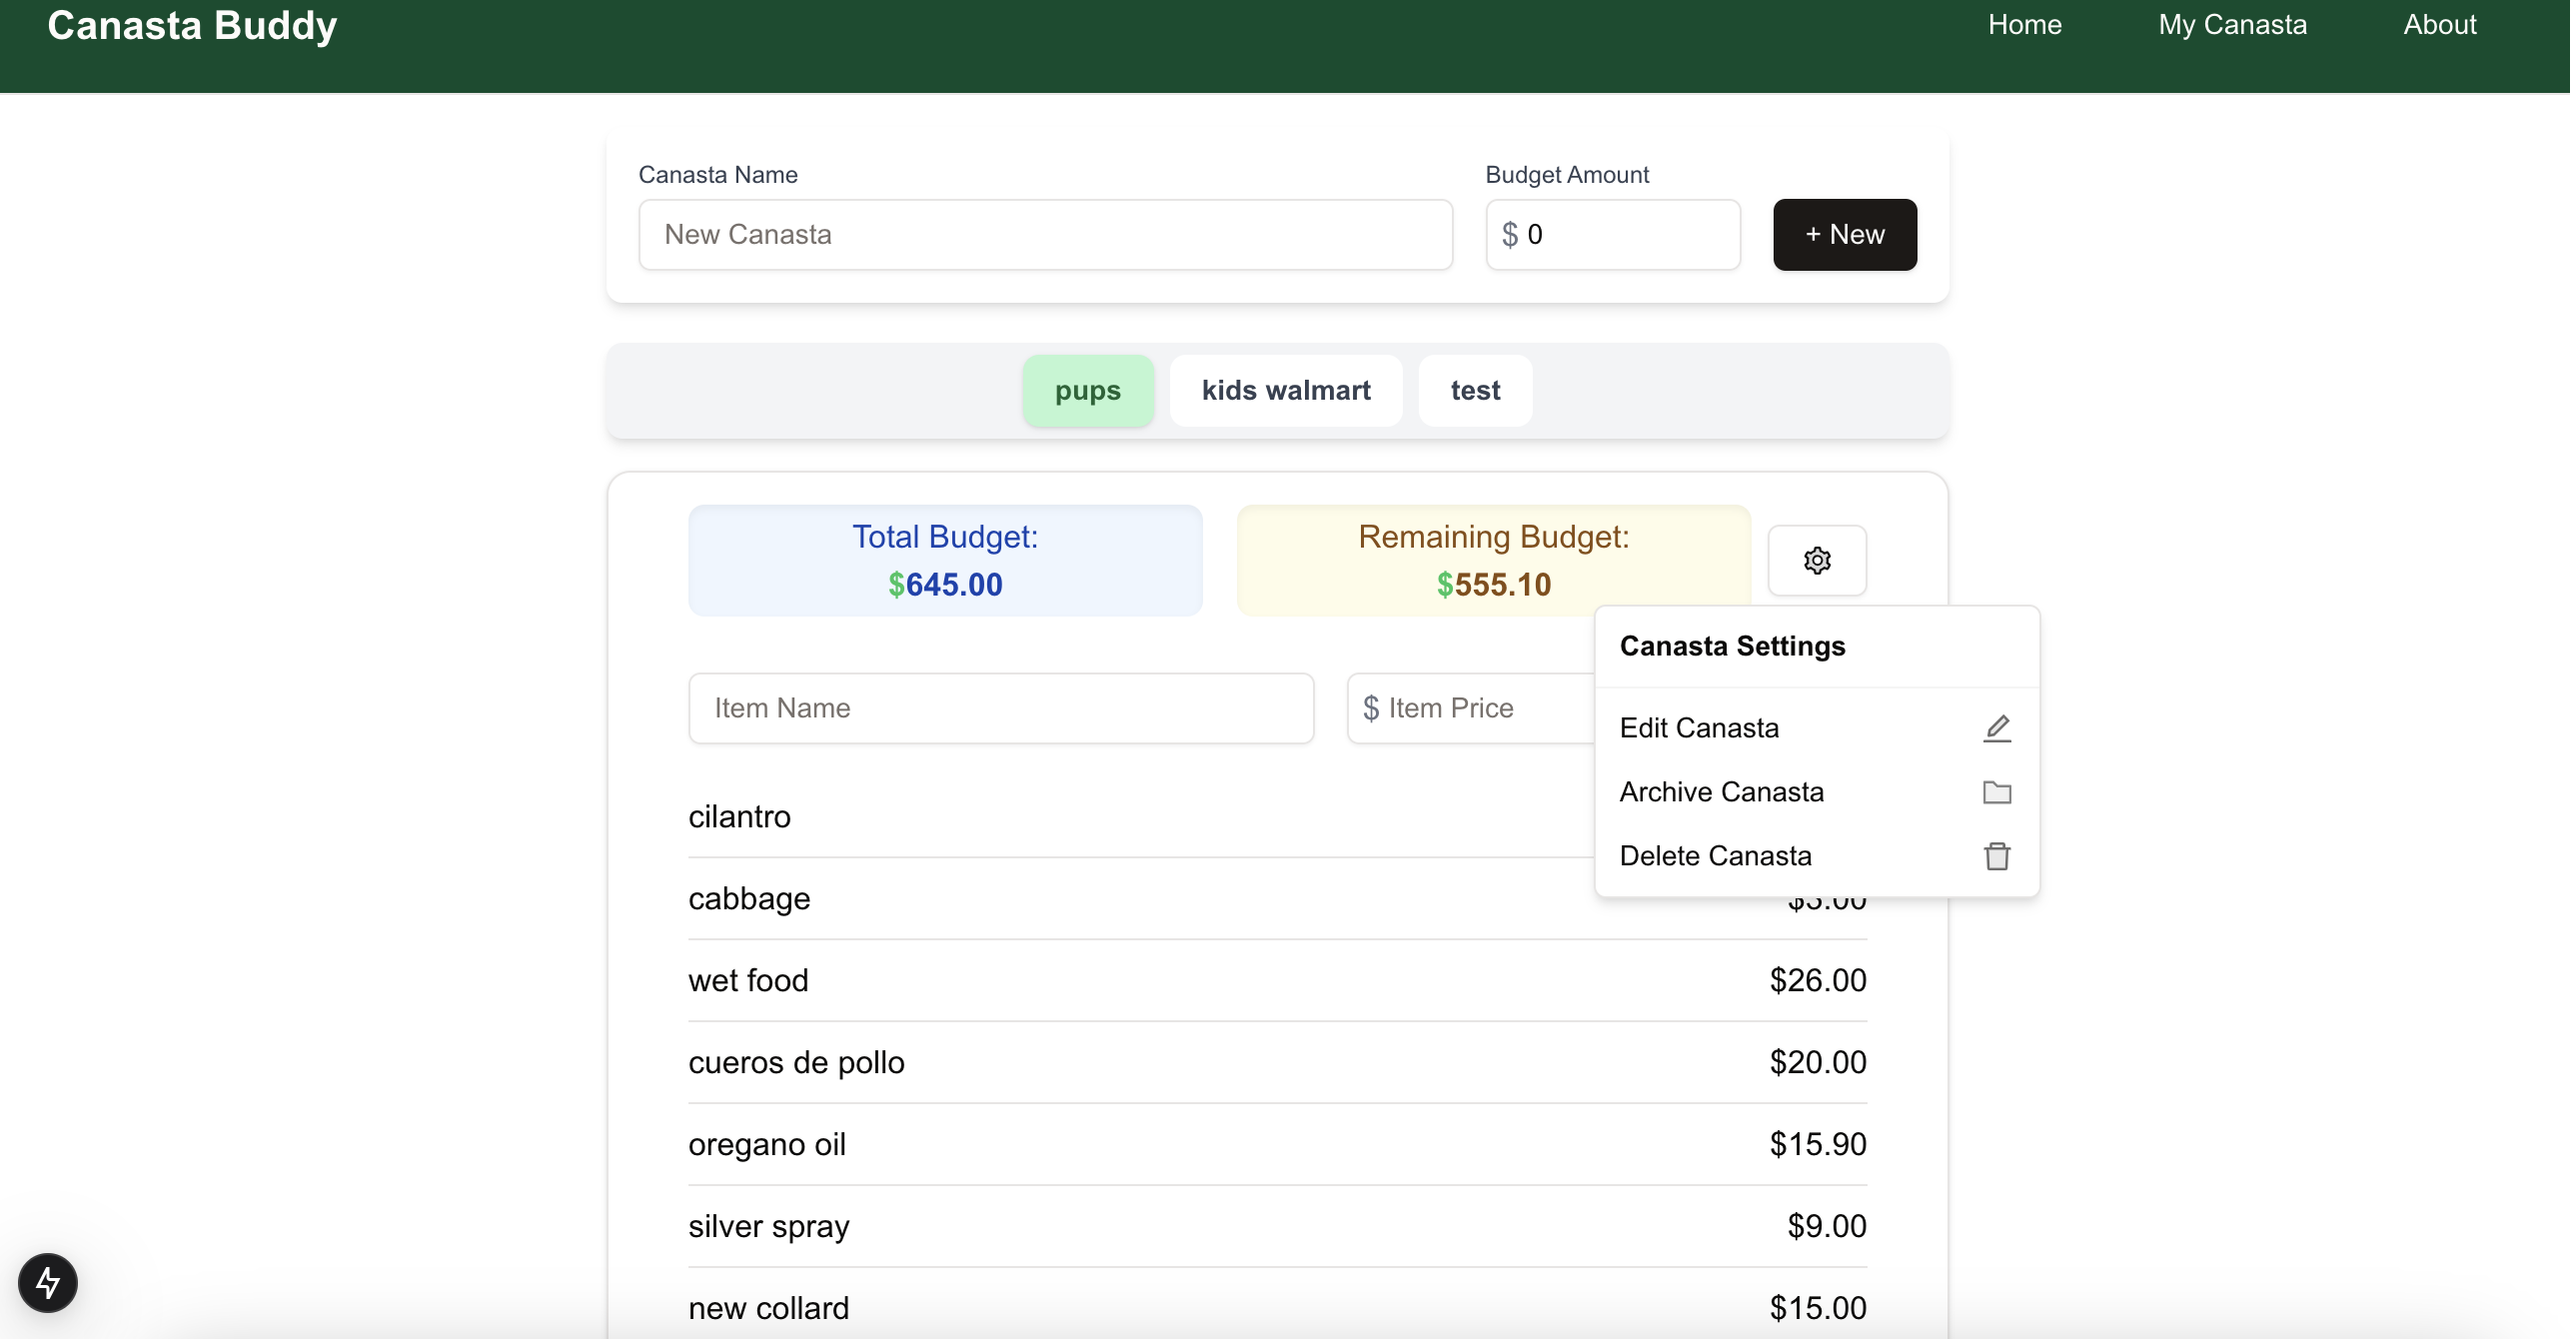 Canasta Buddy
Home My Canasta About
Canasta Name
Budget Amount
New Canasta
$ 0
+ New
pups kids walmart test
Total Budget:
$645.00
Remaining Budget:
$555.10
Canasta Settings
Edit Canasta
Archive Canasta
Delete Canasta
Item Name
$ Item Price
cilantro
cabbage $3.00
wet food $26.00
cueros de pollo $20.00
oregano oil $15.90
silver spray $9.00
new collard $15.00